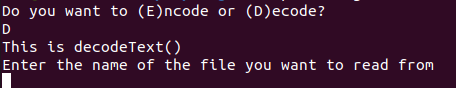 Do you want to (E)ncode or (D)ecode?
D
This is decodeText()
Enter the name of the file you want to read from